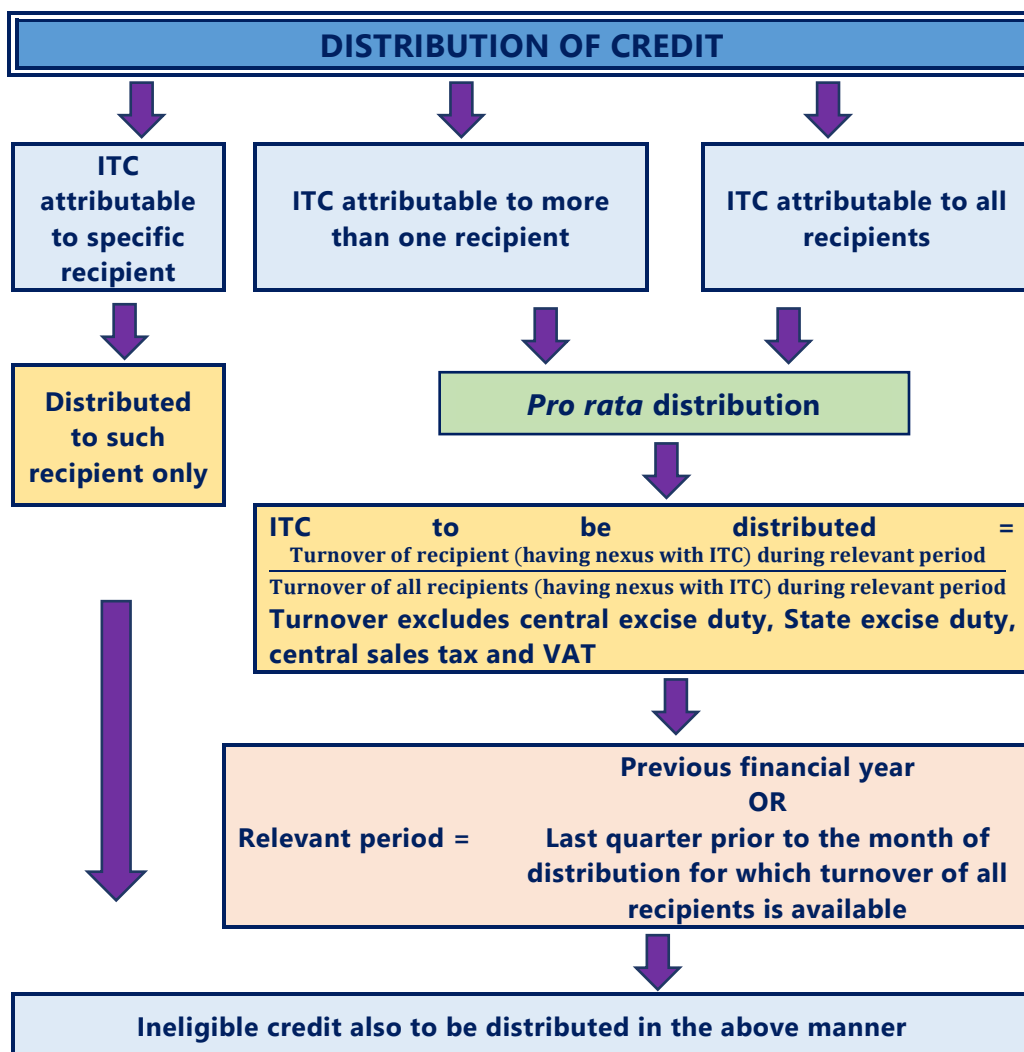 DISTRIBUTION OF CREDIT
ITC
attributable
to specific
recipient
ITC attributable to more
than one recipient
ITC attributable to all
recipients
Distributed
to such
recipient only
Pro rata distribution
ITC to be distributed =
Turnover of recipient (having nexus with ITC) during relevant period
Turnover of all recipients (having nexus with ITC) during relevant period
Turnover excludes central excise duty, State excise duty,
central sales tax and VAT
Relevant period =
Previous financial year
OR
Last quarter prior to the month of
distribution for which turnover of all
recipients is available
Ineligible credit also to be distributed in the above manner